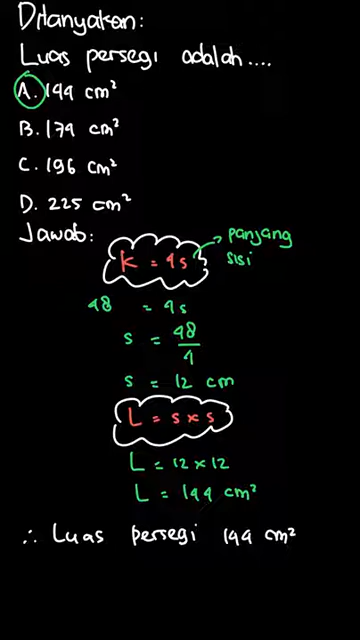 Ditanyakan:
Luas persegi adalah....
A. 144 cm²
B. 174 cm²
C. 196 cm²
D. 225 cm²
Jawab:
K = 4s → panjang sisi
48 = 4s
s = 48/4
s = 12 cm
L = s × s
L = 12 × 12
L = 144 cm²
∴ Luas persegi 144 cm²